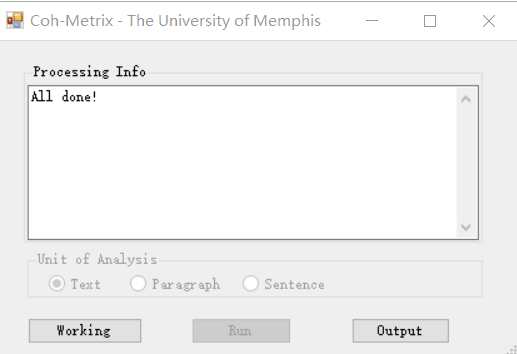 Coh-Metrix - The University of Memphis
Processing Info
All done!
Unit of Analysis
Text Paragraph Sentence
Working Run Output